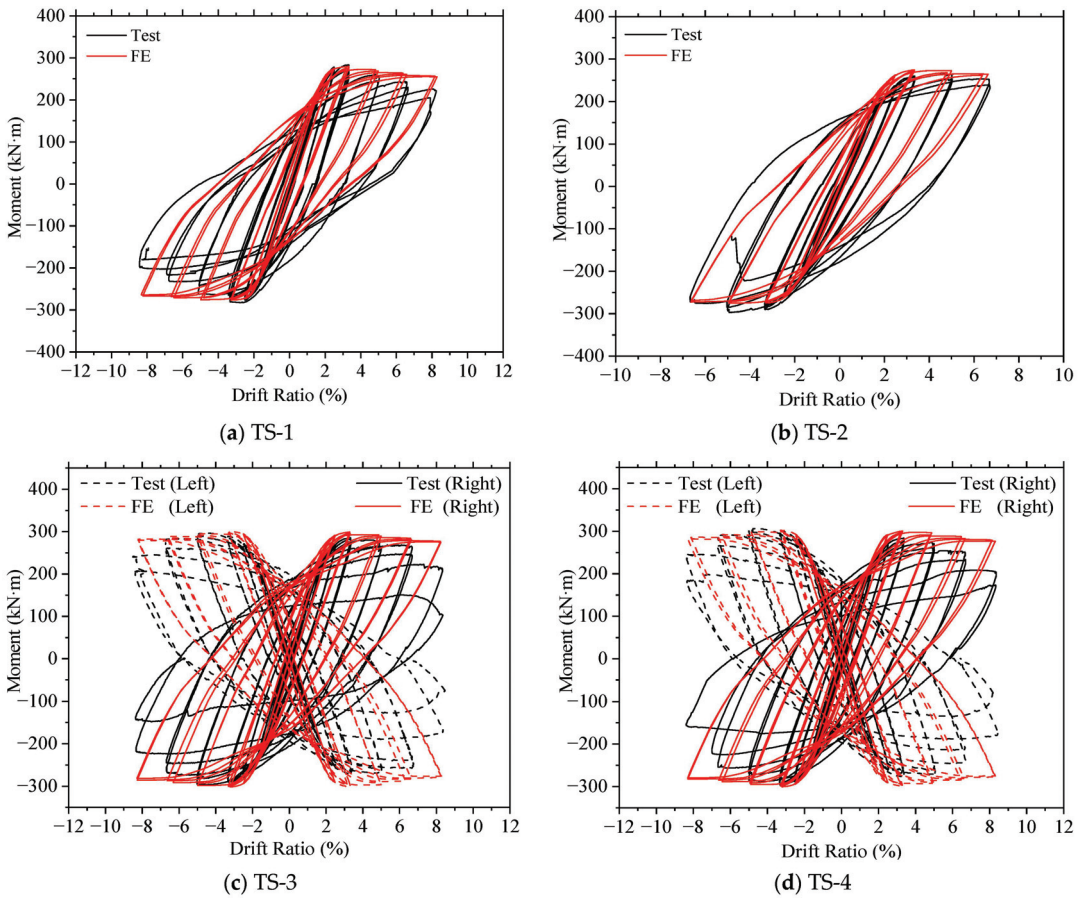 Test
FE
400
300
200
100
0
−100
−200
−300
−400
−12 −10 −8 −6 −4 −2 0 2 4 6 8 10 12
Moment (kN·m)
Drift Ratio (%)
(a) TS-1
Test
FE
400
300
200
100
0
−100
−200
−300
−400
−10 −8 −6 −4 −2 0 2 4 6 8 10
Moment (kN·m)
Drift Ratio (%)
(b) TS-2
Test (Left)
FE (Left)
Test (Right)
FE (Right)
400
300
200
100
0
−100
−200
−300
−12 −10 −8 −6 −4 −2 0 2 4 6 8 10 12
Moment (kN·m)
Drift Ratio (%)
(c) TS-3
Test (Left)
FE (Left)
Test (Right)
FE (Right)
400
300
200
100
0
−100
−200
−300
−12 −10 −8 −6 −4 −2 0 2 4 6 8 10 12
Moment (kN·m)
Drift Ratio (%)
(d) TS-4